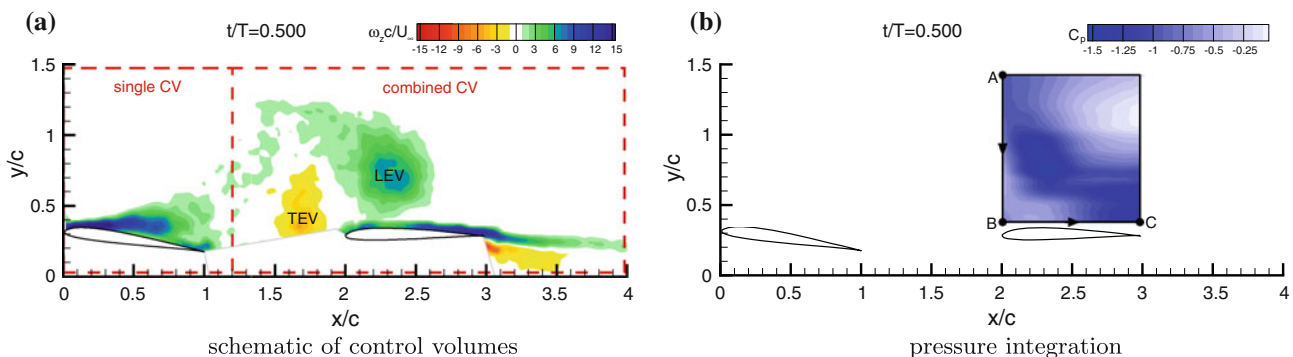 (a)
t/T=0.500
ω_z c/U_∞
-15 -12 -9 -6 -3 0 3 6 9 12 15
single CV
combined CV
LEV
TEV
1.5
1
0.5
0
y/c
0 0.5 1 1.5 2 2.5 3 3.5 4
x/c
schematic of control volumes
(b)
t/T=0.500
C_p
-1.5 -1.25 -1 -0.75 -0.5 -0.25
A
B
C
1.5
1
0.5
0
y/c
0 0.5 1 1.5 2 2.5 3 3.5 4
x/c
pressure integration